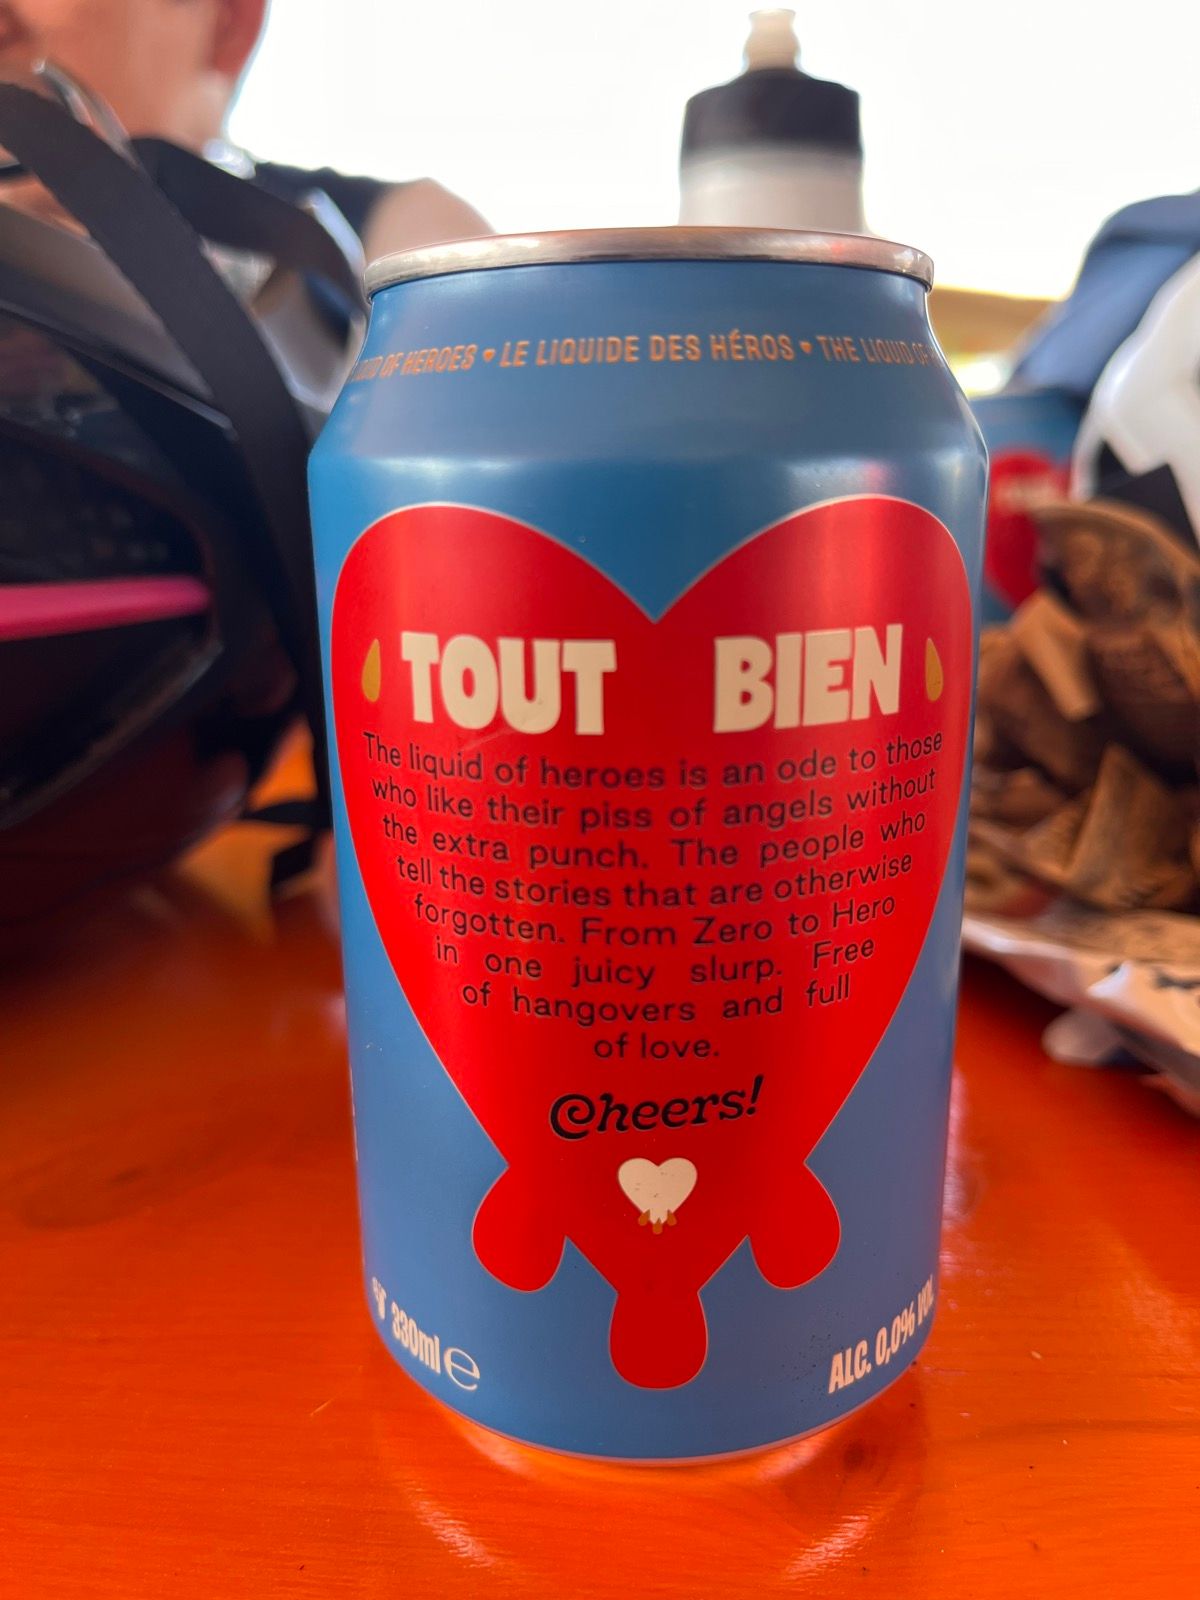 OF HEROES • LE LIQUIDE DES HÉROS • THE LIQUID OF
TOUT BIEN
The liquid of heroes is an ode to those
who like their piss of angels without
the extra punch. The people who
tell the stories that are otherwise
forgotten. From Zero to Hero
in one juicy slurp. Free
of hangovers and full
of love.
Cheers!
330ml e
ALC. 0,0% VOL